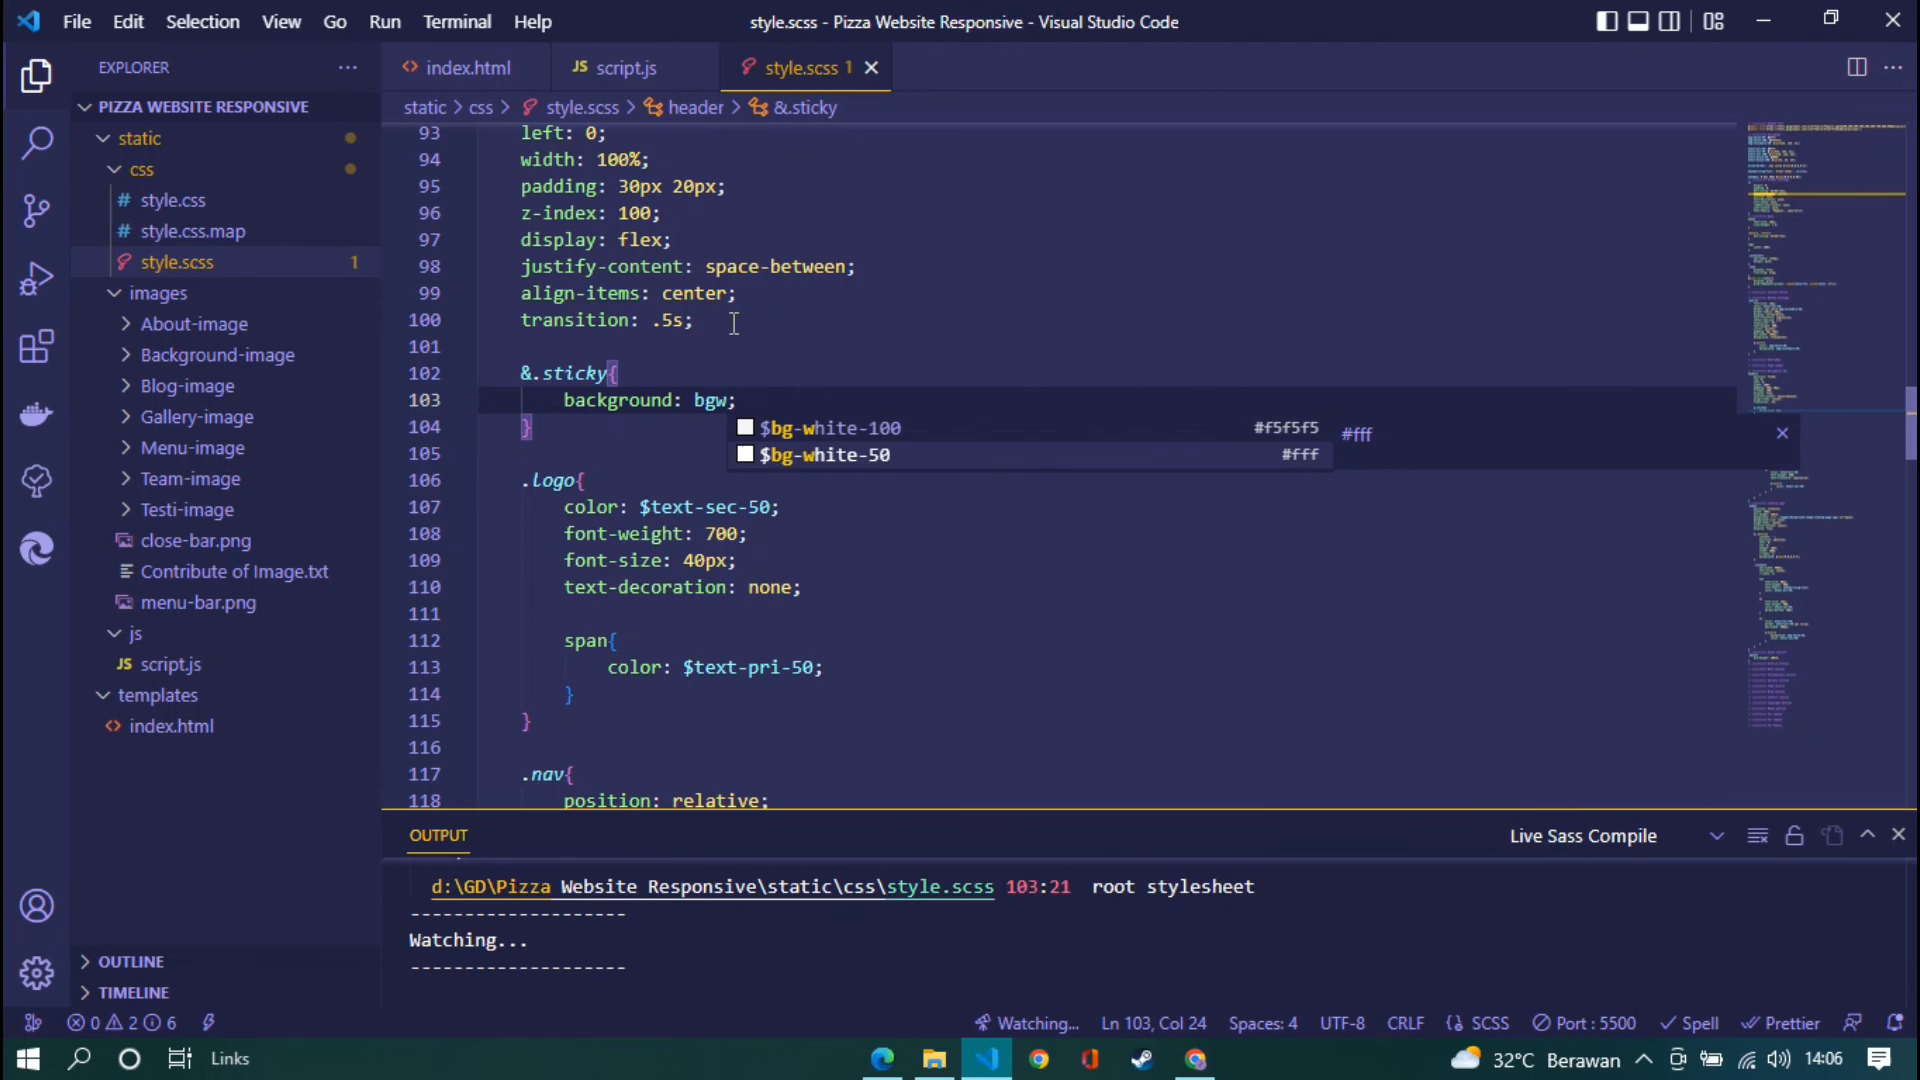 File Edit Selection View Go Run Terminal Help
style.scss - Pizza Website Responsive - Visual Studio Code
EXPLORER
PIZZA WEBSITE RESPONSIVE
static
css
# style.css
# style.css.map
style.scss 1
images
About-image
Background-image
Blog-image
Gallery-image
Menu-image
Team-image
Testi-image
close-bar.png
Contribute of Image.txt
menu-bar.png
js
JS script.js
templates
<> index.html
OUTLINE
TIMELINE
<> index.html JS script.js style.scss 1
static > css > style.scss > header > &.sticky
93 left: 0;
94 width: 100%;
95 padding: 30px 20px;
96 z-index: 100;
97 display: flex;
98 justify-content: space-between;
99 align-items: center;
100 transition: .5s;
101
102 &.sticky{
103 background: bgw;
$bg-white-100 #f5f5f5 #fff
104 }
$bg-white-50 #fff
105
106 .logo{
107 color: $text-sec-50;
108 font-weight: 700;
109 font-size: 40px;
110 text-decoration: none;
111
112 span{
113 color: $text-pri-50;
114 }
115 }
116
117 .nav{
118 position: relative;
OUTPUT
Live Sass Compile
d:\GD\Pizza Website Responsive\static\css\style.scss 103:21 root stylesheet
--------------------
Watching...
--------------------
0 2 6
Watching... Ln 103, Col 24 Spaces: 4 UTF-8 CRLF {} SCSS Port : 5500 Spell Prettier
Links
32°C Berawan 14:06